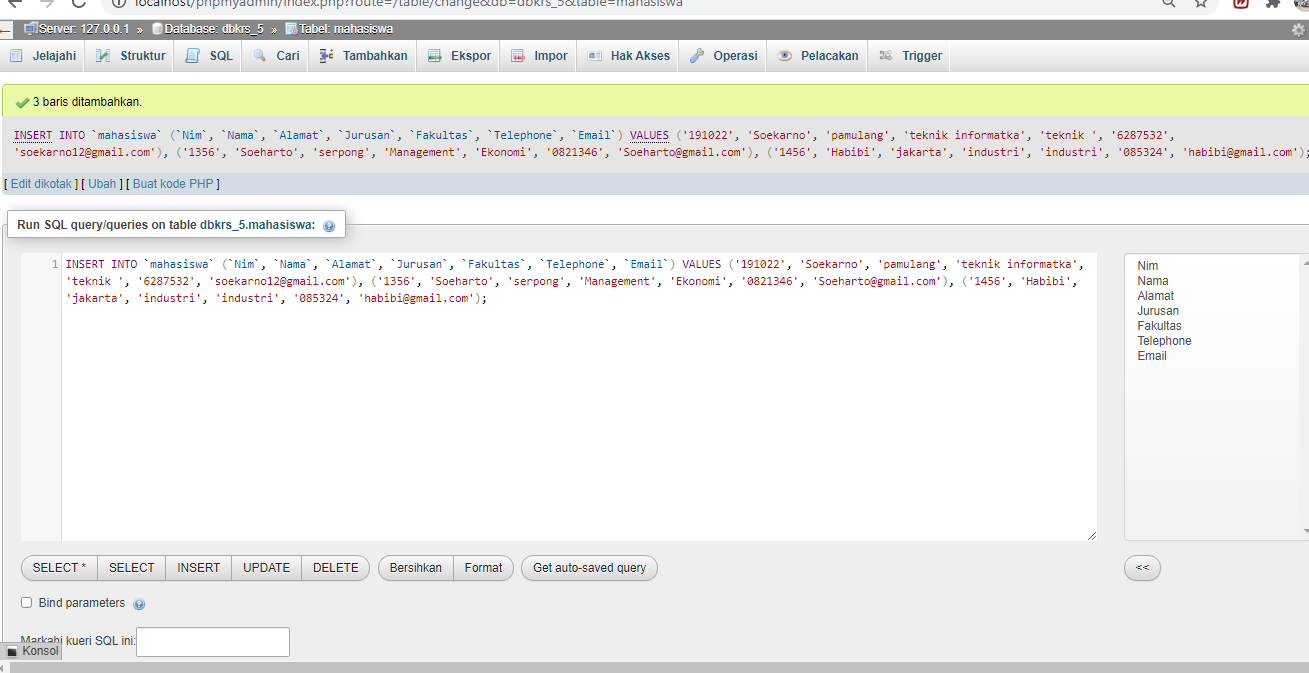 localhost/phpmyadmin/index.php?route=/table/change&db=dbkrs_5&table=mahasiswa
Server: 127.0.0.1 » Database: dbkrs_5 » Tabel: mahasiswa
Jelajahi Struktur SQL Cari Tambahkan Ekspor Impor Hak Akses Operasi Pelacakan Trigger
3 baris ditambahkan.
INSERT INTO `mahasiswa` (`Nim`, `Nama`, `Alamat`, `Jurusan`, `Fakultas`, `Telephone`, `Email`) VALUES ('191022', 'Soekarno', 'pamulang', 'teknik informatka', 'teknik ', '6287532',
'soekarno12@gmail.com'), ('1356', 'Soeharto', 'serpong', 'Management', 'Ekonomi', '0821346', 'Soeharto@gmail.com'), ('1456', 'Habibi', 'jakarta', 'industri', 'industri', '085324', 'habibi@gmail.com');
[ Edit dikotak ] [ Ubah ] [ Buat kode PHP ]
Run SQL query/queries on table dbkrs_5.mahasiswa:
1 INSERT INTO `mahasiswa` (`Nim`, `Nama`, `Alamat`, `Jurusan`, `Fakultas`, `Telephone`, `Email`) VALUES ('191022', 'Soekarno', 'pamulang', 'teknik informatka',
'teknik ', '6287532', 'soekarno12@gmail.com'), ('1356', 'Soeharto', 'serpong', 'Management', 'Ekonomi', '0821346', 'Soeharto@gmail.com'), ('1456', 'Habibi',
'jakarta', 'industri', 'industri', '085324', 'habibi@gmail.com');
Nim
Nama
Alamat
Jurusan
Fakultas
Telephone
Email
SELECT * SELECT INSERT UPDATE DELETE Bersihkan Format Get auto-saved query <<
Bind parameters
Markahi kueri SQL ini:
Konsol